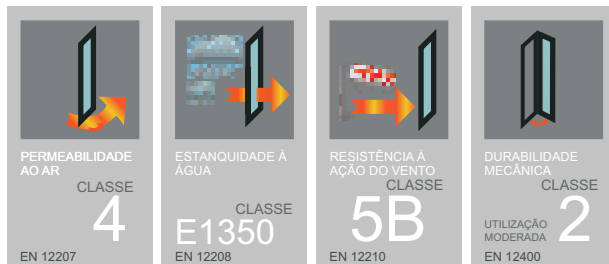 PERMEABILIDADE
AO AR
CLASSE
4
EN 12207
ESTANQUIDADE À
ÁGUA
CLASSE
E1350
EN 12208
RESISTÊNCIA À
AÇÃO DO VENTO
CLASSE
5B
EN 12210
DURABILIDADE
MECÂNICA
CLASSE
UTILIZAÇÃO
MODERADA
2
EN 12400